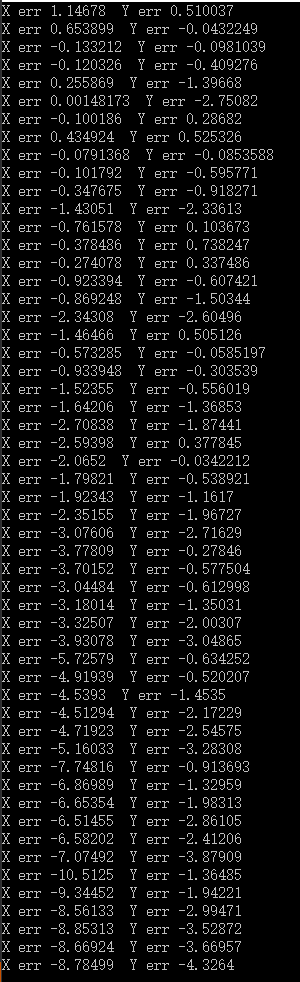 X err 1.14678  Y err 0.510037
X err 0.653899  Y err -0.0432249
X err -0.133212  Y err -0.0981039
X err -0.120326  Y err -0.409276
X err 0.255869  Y err -1.39668
X err 0.00148173  Y err -2.75082
X err -0.100186  Y err 0.28682
X err 0.434924  Y err 0.525326
X err -0.0791368  Y err -0.0853588
X err -0.101792  Y err -0.595771
X err -0.347675  Y err -0.918271
X err -1.43051  Y err -2.33613
X err -0.761578  Y err 0.103673
X err -0.378486  Y err 0.738247
X err -0.274078  Y err 0.337486
X err -0.923394  Y err -0.607421
X err -0.869248  Y err -1.50344
X err -2.34308  Y err -2.60496
X err -1.46466  Y err 0.505126
X err -0.573285  Y err -0.0585197
X err -0.933948  Y err -0.303539
X err -1.52355  Y err -0.556019
X err -1.64206  Y err -1.36853
X err -2.70838  Y err -1.87441
X err -2.59398  Y err 0.377845
X err -2.0652  Y err -0.0342212
X err -1.79821  Y err -0.538921
X err -1.92343  Y err -1.1617
X err -2.35155  Y err -1.96727
X err -3.07606  Y err -2.71629
X err -3.77809  Y err -0.27846
X err -3.70152  Y err -0.577504
X err -3.04484  Y err -0.612998
X err -3.18014  Y err -1.35031
X err -3.32507  Y err -2.00307
X err -3.93078  Y err -3.04865
X err -5.72579  Y err -0.634252
X err -4.91939  Y err -0.520207
X err -4.5393  Y err -1.4535
X err -4.51294  Y err -2.17229
X err -4.71923  Y err -2.54575
X err -5.16033  Y err -3.28308
X err -7.74816  Y err -0.913693
X err -6.86989  Y err -1.32959
X err -6.65354  Y err -1.98313
X err -6.51455  Y err -2.86105
X err -6.58202  Y err -2.41206
X err -7.07492  Y err -3.87909
X err -10.5125  Y err -1.36485
X err -9.34452  Y err -1.94221
X err -8.56133  Y err -2.99471
X err -8.85313  Y err -3.52872
X err -8.66924  Y err -3.66957
X err -8.78499  Y err -4.3264